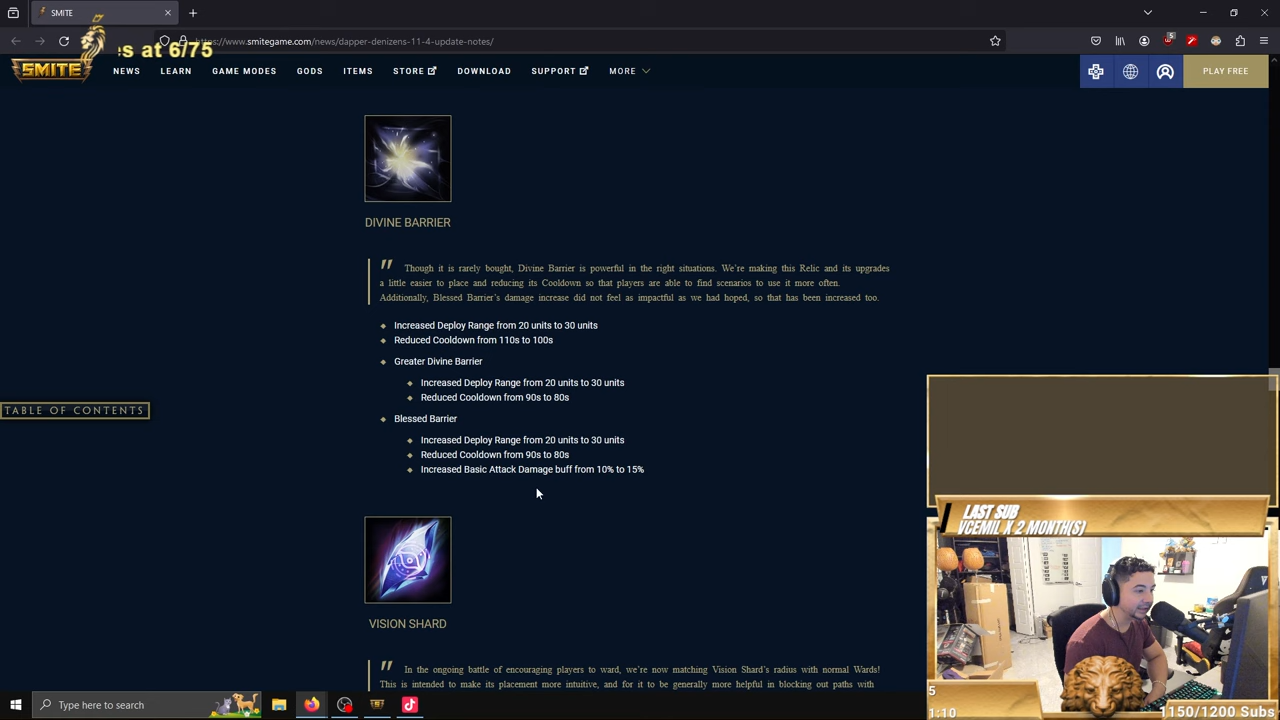 SMITE
https://www.smitegame.com/news/dapper-denizens-11-4-update-notes/
5
s at 6/75
SMITE
NEWS
LEARN
GAME MODES
GODS
ITEMS
STORE
DOWNLOAD
SUPPORT
MORE
PLAY FREE
DIVINE BARRIER
" Though it is rarely bought, Divine Barrier is powerful in the right situations. We're making this Relic and its upgrades
a little easier to place and reducing its Cooldown so that players are able to find scenarios to use it more often.
Additionally, Blessed Barrier's damage increase did not feel as impactful as we had hoped, so that has been increased too.
Increased Deploy Range from 20 units to 30 units
Reduced Cooldown from 110s to 100s
Greater Divine Barrier
Increased Deploy Range from 20 units to 30 units
Reduced Cooldown from 90s to 80s
TABLE OF CONTENTS
Blessed Barrier
Increased Deploy Range from 20 units to 30 units
Reduced Cooldown from 90s to 80s
Increased Basic Attack Damage buff from 10% to 15%
VISION SHARD
" In the ongoing battle of encouraging players to ward, we're now matching Vision Shard's radius with normal Wards!
This is intended to make its placement more intuitive, and for it to be generally more helpful in blocking out paths with
LAST SUB
VCEMIL X 2 MONTH(S)
5
1:10
1150/1200 Subs
Type here to search